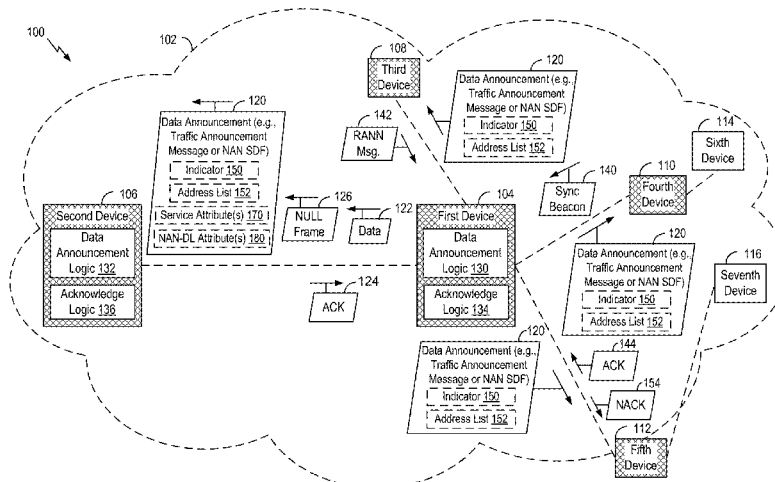 100
102
108
Third
Device
120
Data Announcement (e.g.,
Traffic Announcement
Message or NAN SDF)
Indicator 150
Address List 152
142
RANN
Msg.
120
Data Announcement (e.g.,
Traffic Announcement
Message or NAN SDF)
Indicator 150
Address List 152
Service Attribute(s) 170
NAN-DL Attribute(s) 180
114
Sixth
Device
110
Fourth
Device
140
Sync
Beacon
106
Second Device
Data
Announcement
Logic 132
Acknowledge
Logic 136
126
NULL
Frame
122
Data
104
First Device
Data
Announcement
Logic 130
Acknowledge
Logic 134
124
ACK
120
Data Announcement (e.g.,
Traffic Announcement
Message or NAN SDF)
Indicator 150
Address List 152
116
Seventh
Device
120
Data Announcement (e.g.,
Traffic Announcement
Message or NAN SDF)
Indicator 150
Address List 152
144
ACK
154
NACK
112
Fifth
Device